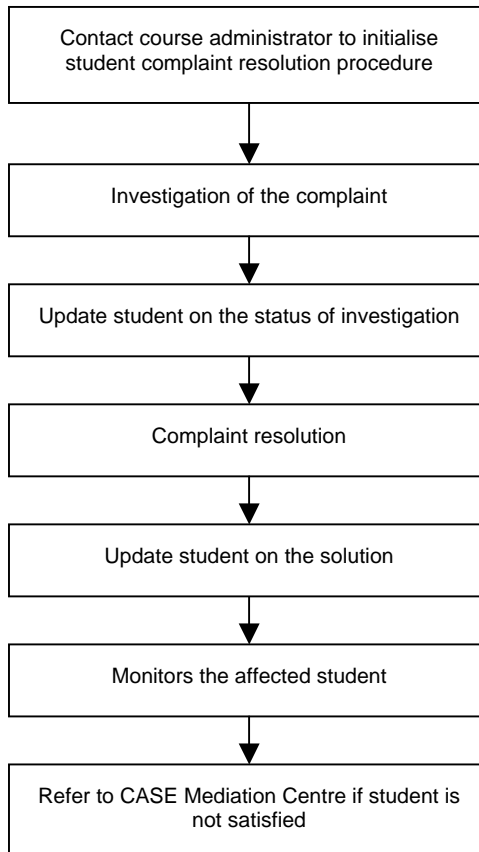 Contact course administrator to initialise
student complaint resolution procedure
Investigation of the complaint
Update student on the status of investigation
Complaint resolution
Update student on the solution
Monitors the affected student
Refer to CASE Mediation Centre if student is
not satisfied